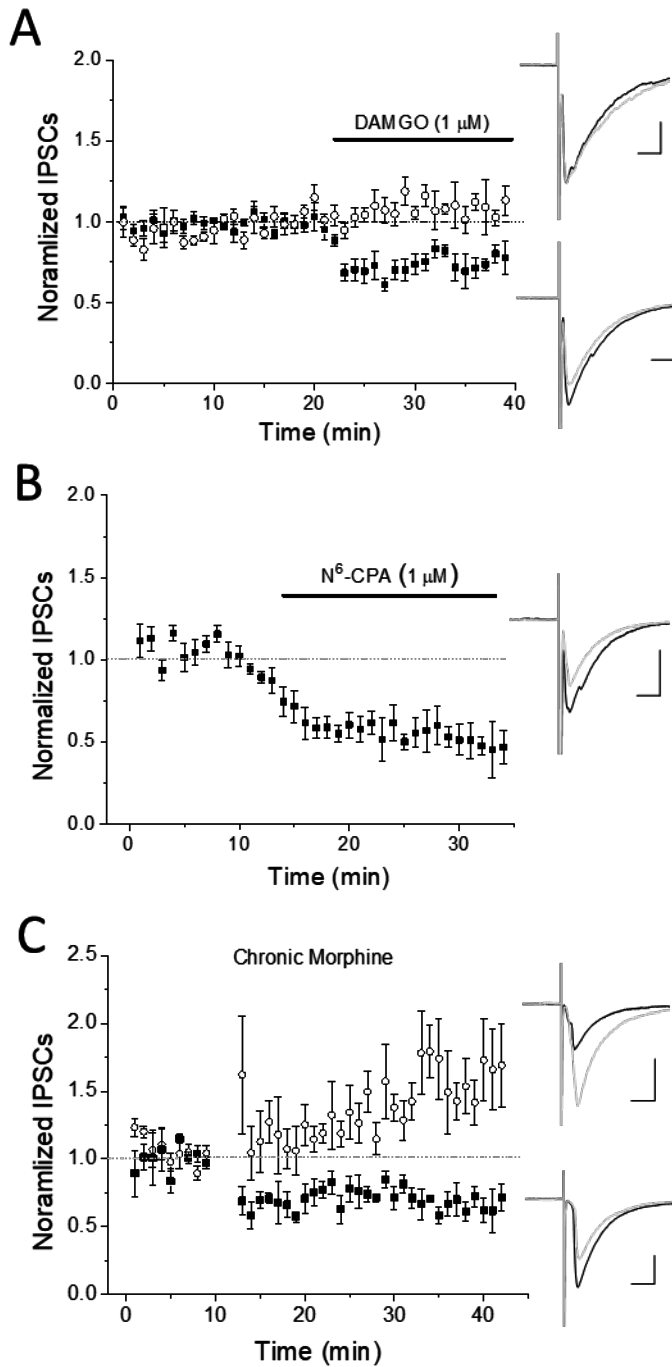 A
2.0
1.5
1.0
0.5
0.0
Noramlized IPSCs
DAMGO (1 μM)
0
10
20
30
40
Time (min)
B
2.0
1.5
1.0
0.5
0.0
Normalized IPSCs
N⁶-CPA (1 μM)
0
10
20
30
Time (min)
C
2.5
2.0
1.5
1.0
0.5
0.0
Noramlized IPSCs
Chronic Morphine
0
10
20
30
40
Time (min)